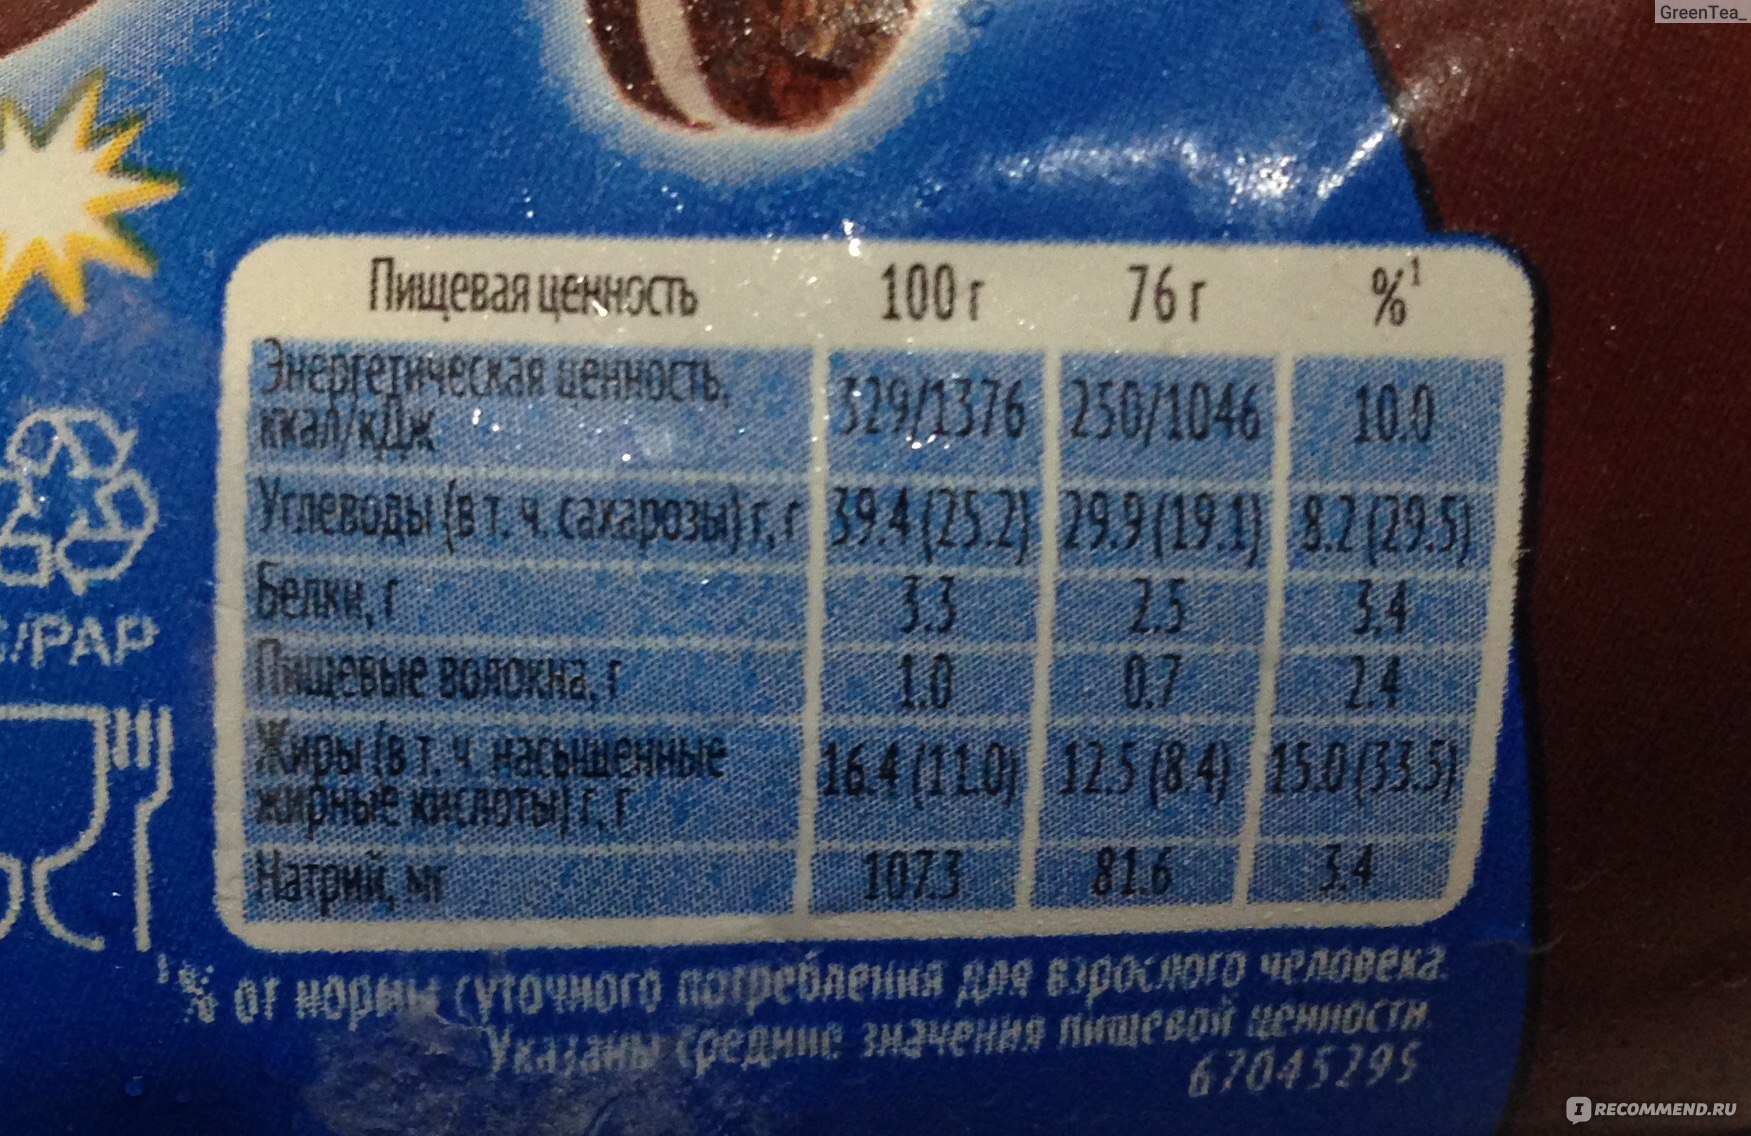 GreenTea_
Пищевая ценность 100 г 76 г %¹
Энергетическая ценность,
ккал/кДж 329/1376 250/1046 10.0
Углеводы (в т. ч. сахарозы) г, г 39.4 (25.2) 29.9 (19.1) 8.2 (29.5)
Белки, г 3.3 2.5 3.4
Пищевые волокна, г 1.0 0.7 2.4
Жиры (в т. ч. насыщенные
жирные кислоты) г, г 16.4 (11.0) 12.5 (8.4) 15.0 (33.5)
Натрий, мг 107.3 81.6 3.4
/PAP
¹% от нормы суточного потребления для взрослого человека.
Указаны средние значения пищевой ценности.
67045295
IRECOMMEND.RU